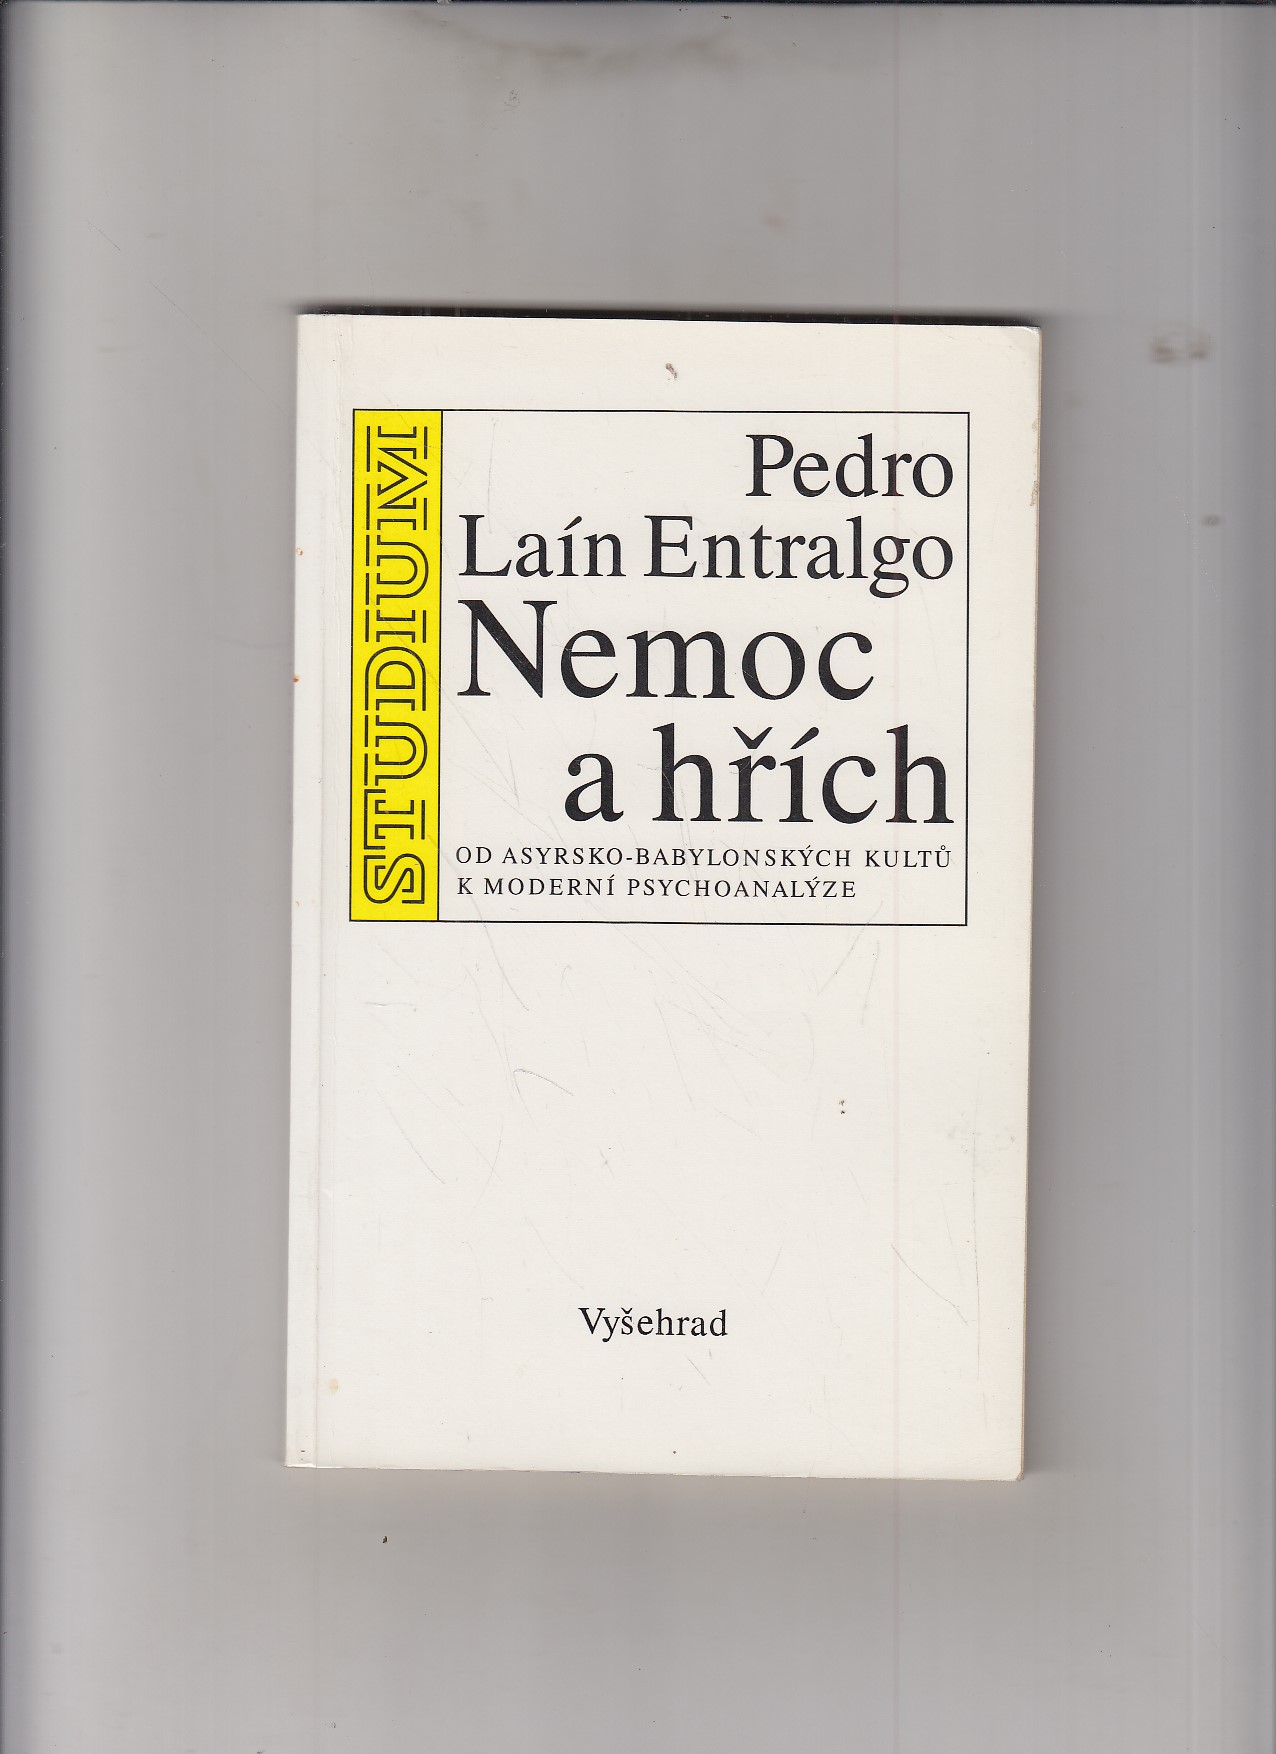 STUDIUM
Pedro
Laín Entralgo
Nemoc
a hřích
OD ASYRSKO-BABYLONSKÝCH KULTŮ
K MODERNÍ PSYCHOANALÝZE
Vyšehrad